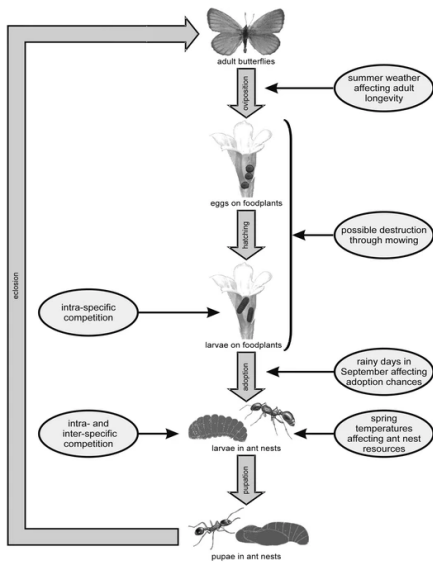 adult butterflies
oviposition
summer weather
affecting adult
longevity
eggs on foodplants
hatching
possible destruction
through mowing
eclosion
intra-specific
competition
larvae on foodplants
adoption
rainy days in
September affecting
adoption chances
intra- and
inter-specific
competition
larvae in ant nests
spring
temperatures
affecting ant nest
resources
pupation
pupae in ant nests